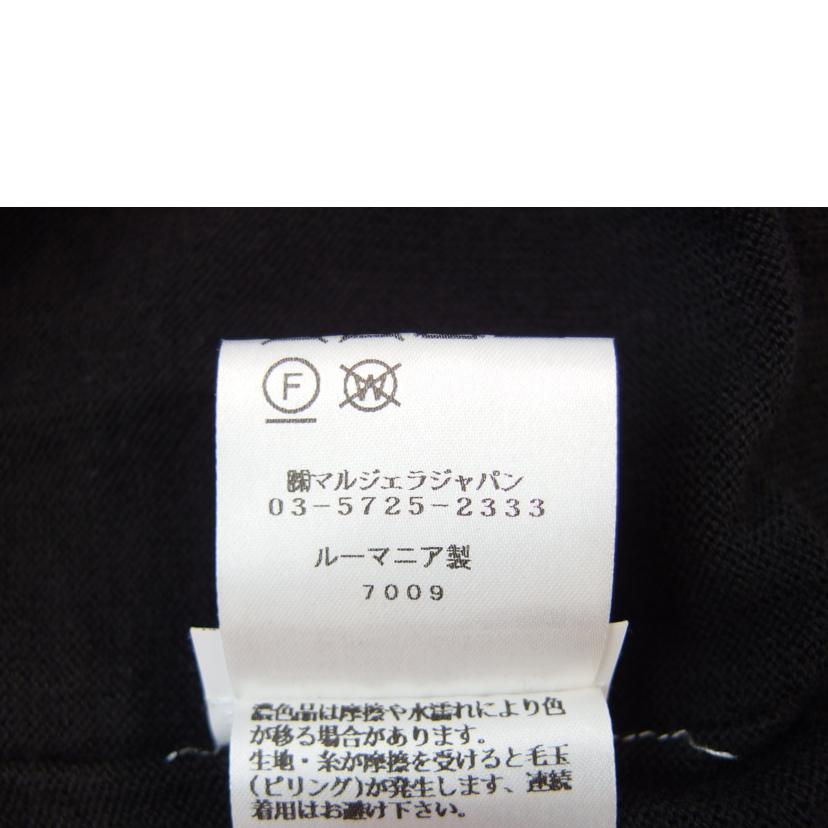 F W
㈱マルジェラジャパン
03-5725-2333
ルーマニア製
7009
濃色品は摩擦や水濡れにより色
が移る場合があります。
生地・糸が摩擦を受けると毛玉
(ピリング)が発生します、連続
着用はお避け下さい。